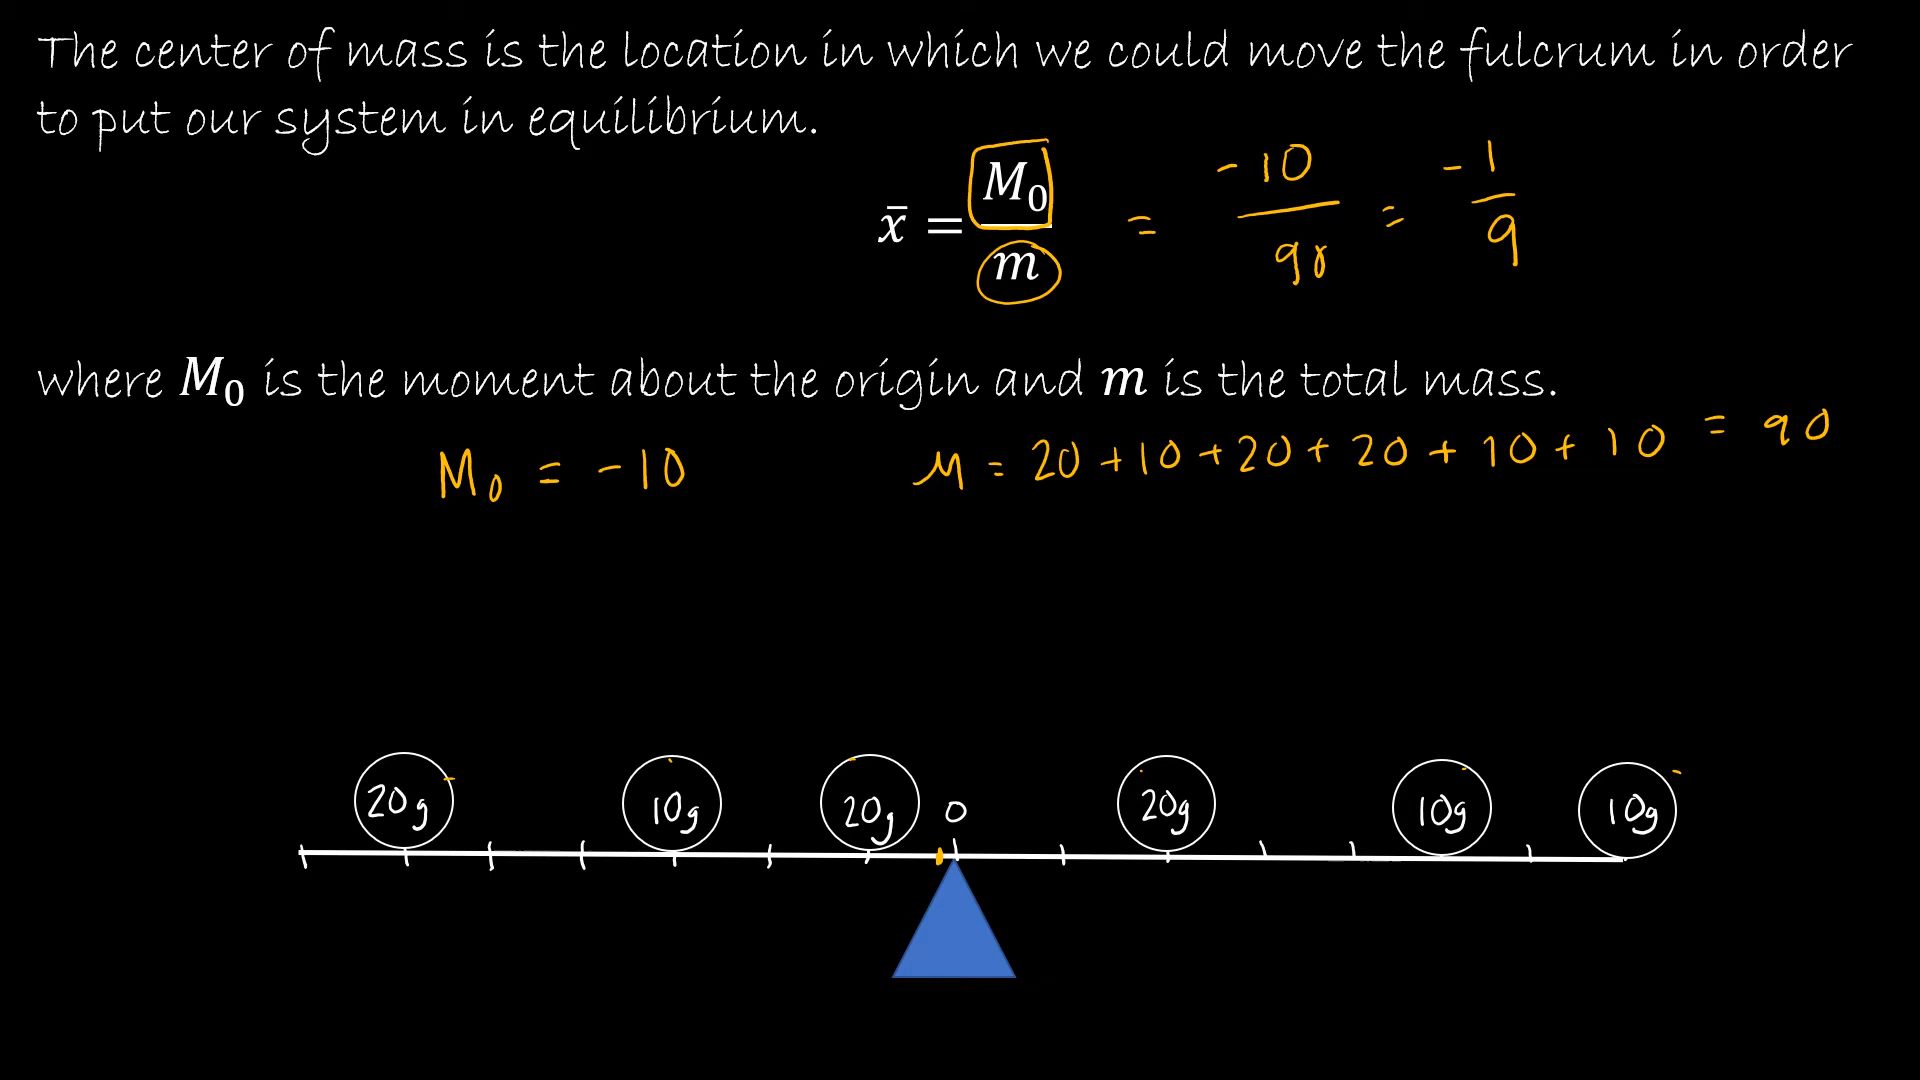 The center of mass is the location in which we could move the fulcrum in order
to put our system in equilibrium.
x̄ = M₀/m = -10/90 = -1/9
where M₀ is the moment about the origin and m is the total mass.
M₀ = -10
M = 20 + 10 + 20 + 20 + 10 + 10 = 90
20g 10g 20g 0 20g 10g 10g